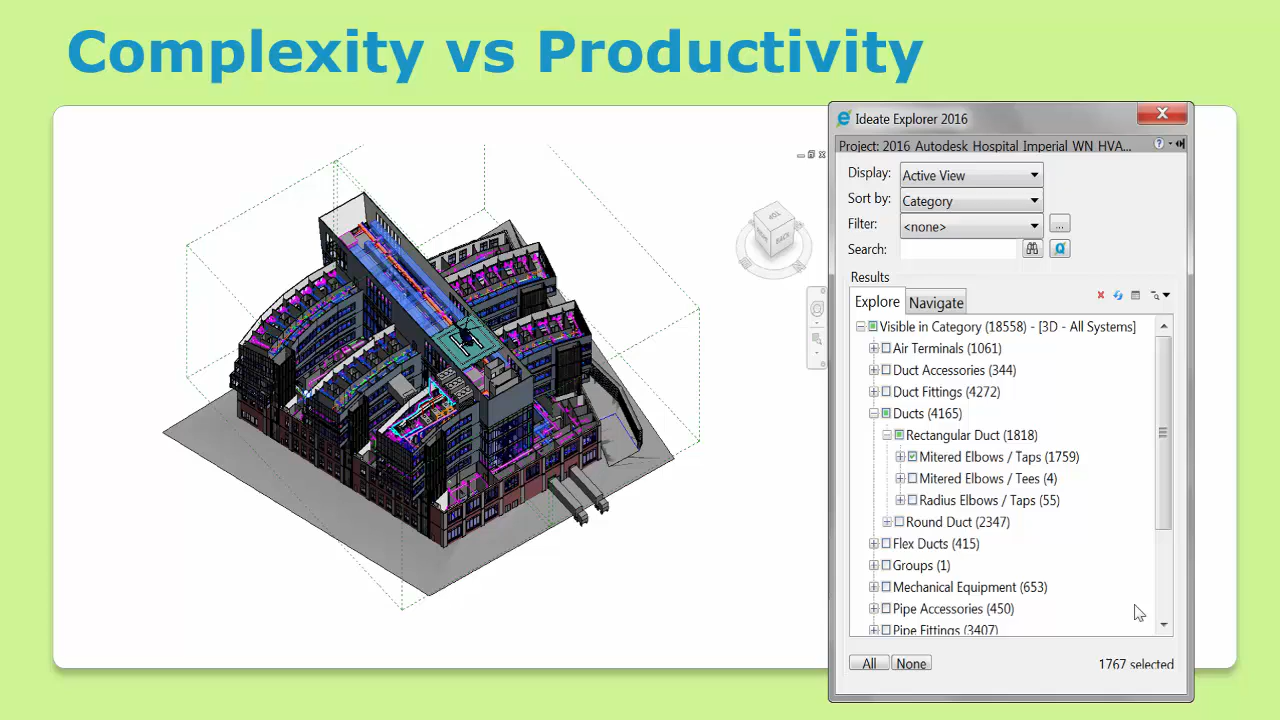 Complexity vs Productivity
Ideate Explorer 2016
Project: 2016 Autodesk Hospital Imperial WN HVA...
Display: Active View
Sort by: Category
Filter: <none> ...
Search:
Results
Explore Navigate
Visible in Category (18558) - [3D - All Systems]
Air Terminals (1061)
Duct Accessories (344)
Duct Fittings (4272)
Ducts (4165)
Rectangular Duct (1818)
Mitered Elbows / Taps (1759)
Mitered Elbows / Tees (4)
Radius Elbows / Taps (55)
Round Duct (2347)
Flex Ducts (415)
Groups (1)
Mechanical Equipment (653)
Pipe Accessories (450)
Pipe Fittings (3407)
All None 1767 selected
BACK